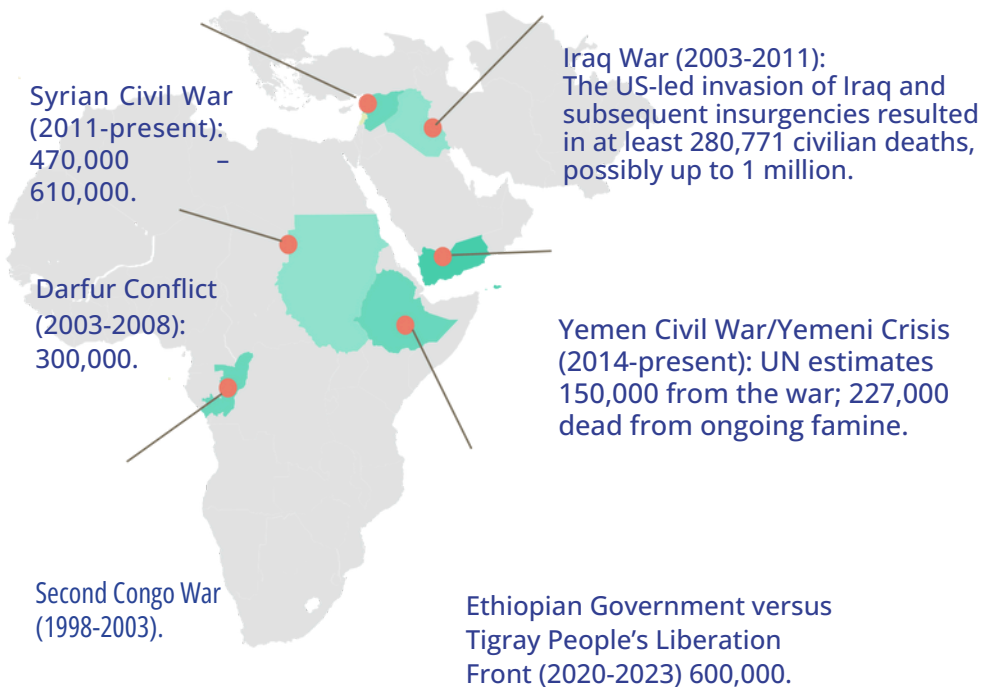 Syrian Civil War
(2011-present):
470,000 –
610,000.
Iraq War (2003-2011):
The US-led invasion of Iraq and
subsequent insurgencies resulted
in at least 280,771 civilian deaths,
possibly up to 1 million.
Darfur Conflict
(2003-2008):
300,000.
Yemen Civil War/Yemeni Crisis
(2014-present): UN estimates
150,000 from the war; 227,000
dead from ongoing famine.
Second Congo War
(1998-2003).
Ethiopian Government versus
Tigray People’s Liberation
Front (2020-2023) 600,000.